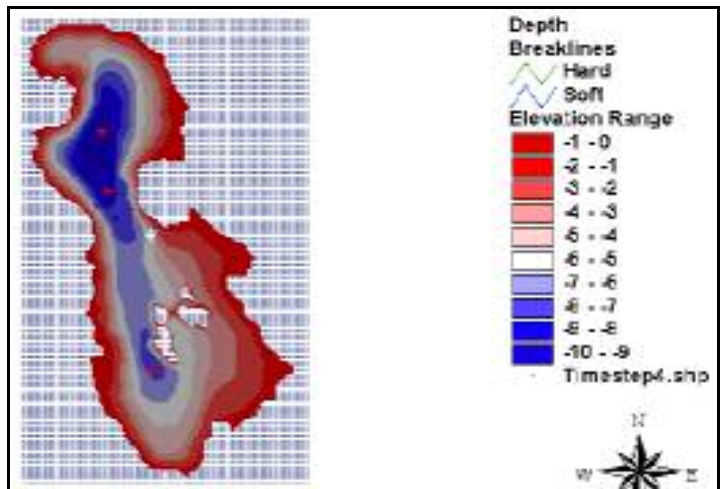 Depth
Breaklines
Hard
Soft
Elevation Range
-1 - 0
-2 - -1
-3 - -2
-4 - -3
-5 - -4
-6 - -5
-7 - -6
-8 - -7
-9 - -8
-10 - -9
Timestep4.shp
N
W E